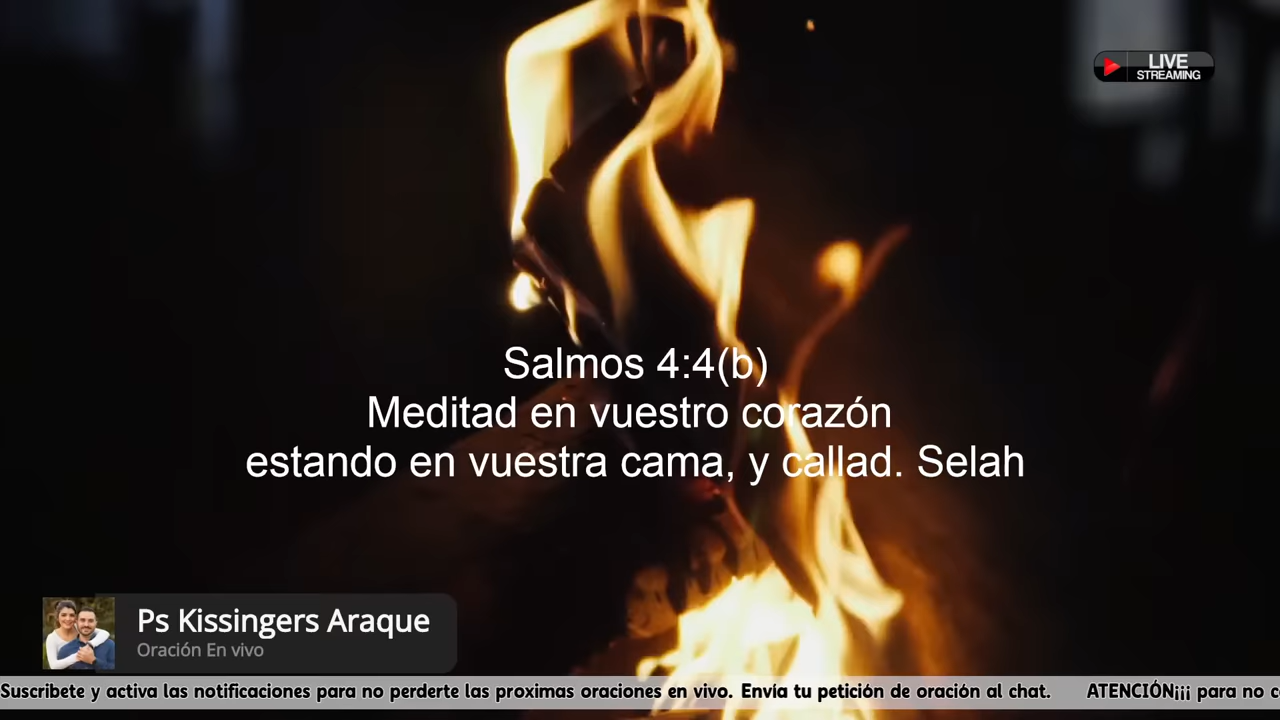 LIVE
STREAMING
Salmos 4:4(b)
Meditad en vuestro corazón
estando en vuestra cama, y callad. Selah
Ps Kissingers Araque
Oración En vivo
Suscribete y activa las notificaciones para no perderte las proximas oraciones en vivo. Envía tu petición de oración al chat. ATENCIÓN¡¡¡ para no